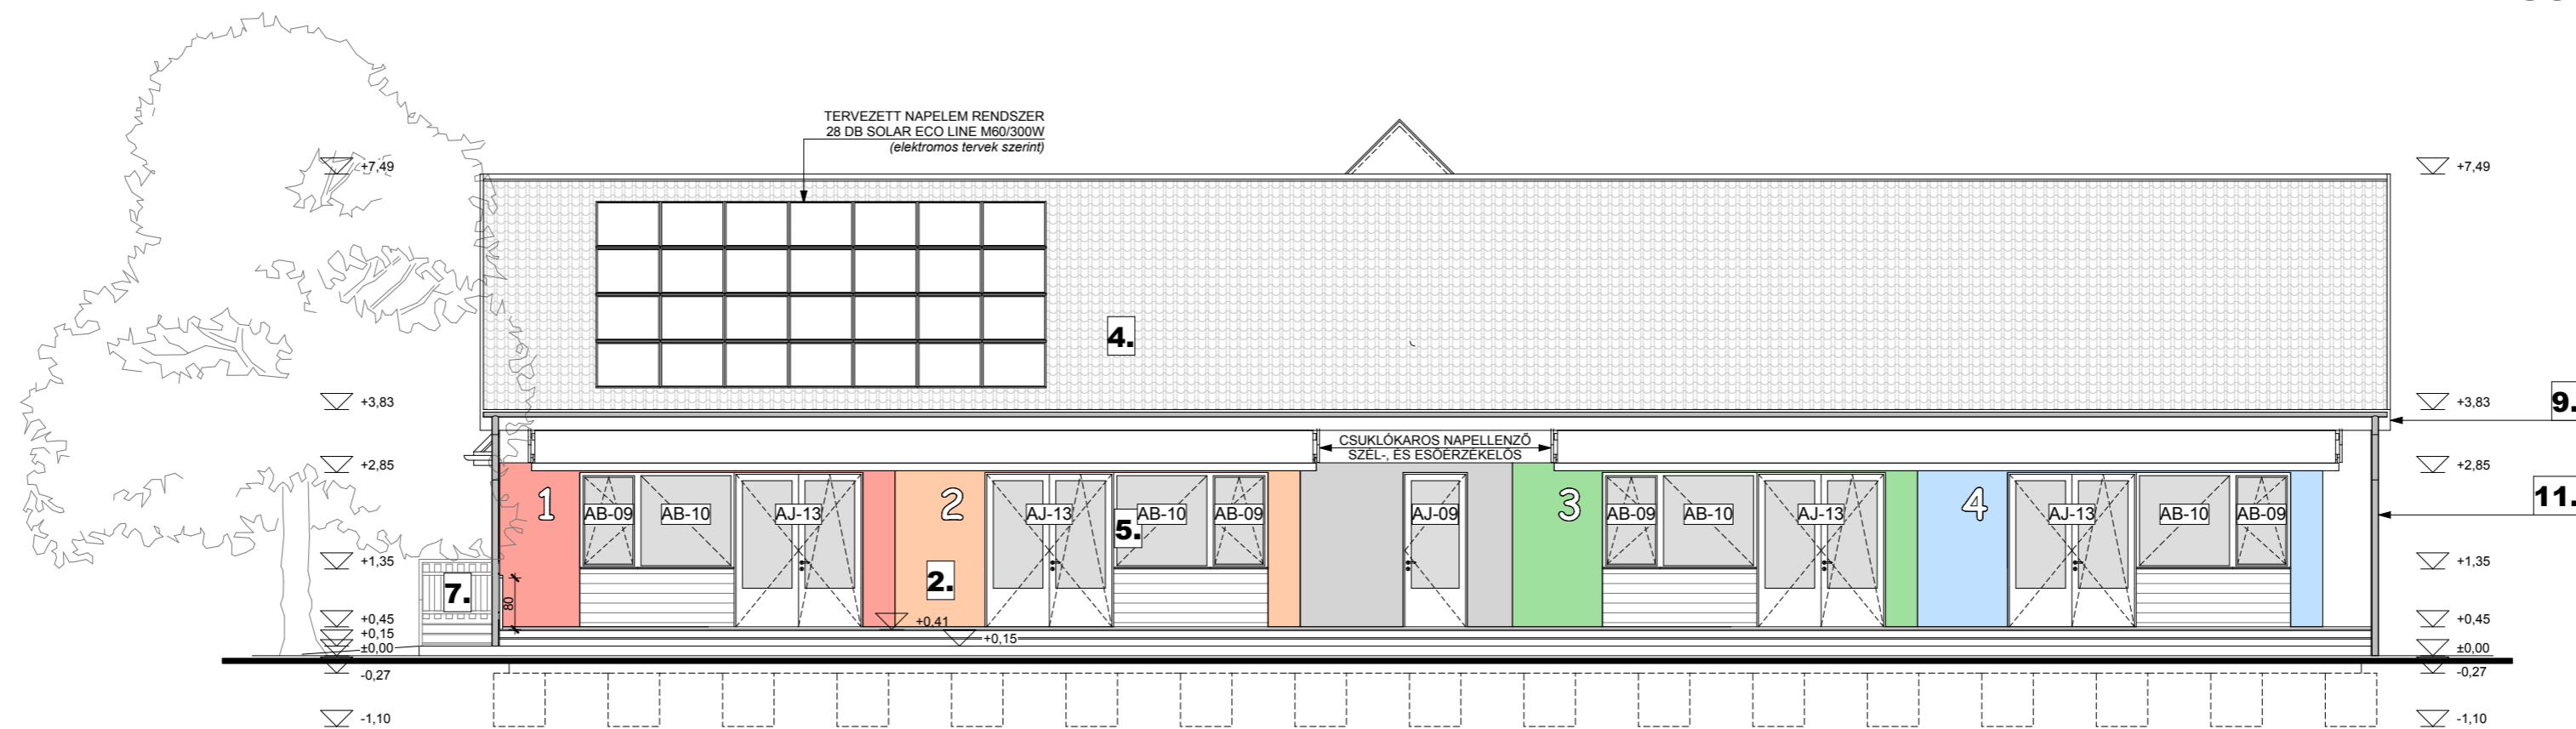 TERVEZETT NAPELEM RENDSZER
28 DB SOLAR ECO LINE M60/300W
(elektromos tervek szerint)
+7,49
+7,49
4.
+3,83
+3,83
9.
CSUKLÓKAROS NAPELLENZŐ
SZÉL-, ÉS ESŐÉRZÉKELŐS
+2,85
+2,85
1
AB-09
AB-10
AJ-13
2
AJ-13
5.
AB-10
AB-09
AJ-09
3
AB-09
AB-10
AJ-13
4
AJ-13
AB-10
AB-09
11.
+1,35
+1,35
7.
80
2.
+0,45
+0,41
+0,45
+0,15
+0,15
±0,00
±0,00
-0,27
-0,27
-1,10
-1,10